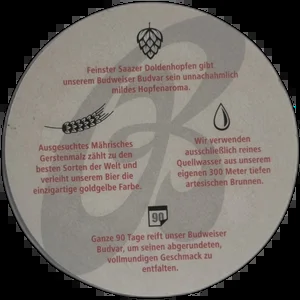 Feinster Saazer Doldenhopfen gibt
unserem Budweiser Budvar sein unnachahmlich
mildes Hopfenaroma.
Ausgesuchtes Mährisches
Gerstenmalz zählt zu den
besten Sorten der Welt und
verleiht unserem Bier die
einzigartige goldgelbe Farbe.
Wir verwenden
ausschließlich reines
Quellwasser aus unserem
eigenen 300 Meter tiefen
artesischen Brunnen.
90
Ganze 90 Tage reift unser Budweiser
Budvar, um seinen abgerundeten,
vollmundigen Geschmack zu
entfalten.